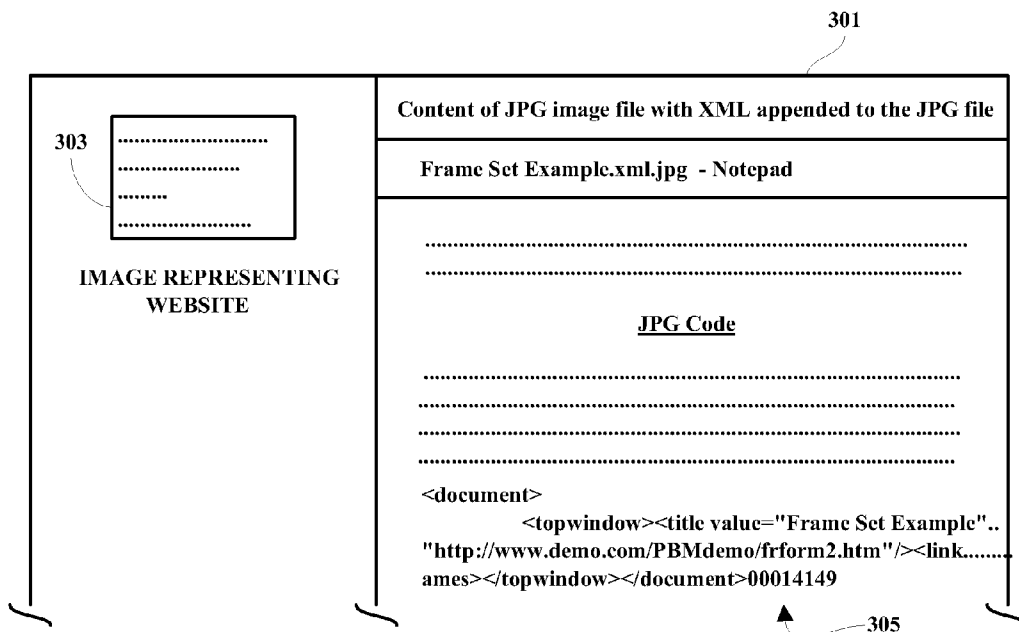 301
Content of JPG image file with XML appended to the JPG file
303
Frame Set Example.xml.jpg - Notepad
IMAGE REPRESENTING
WEBSITE
JPG Code
<document>
<topwindow><title value="Frame Set Example"..
"http://www.demo.com/PBMdemo/frform2.htm"/><link........
ames></topwindow></document>00014149
305